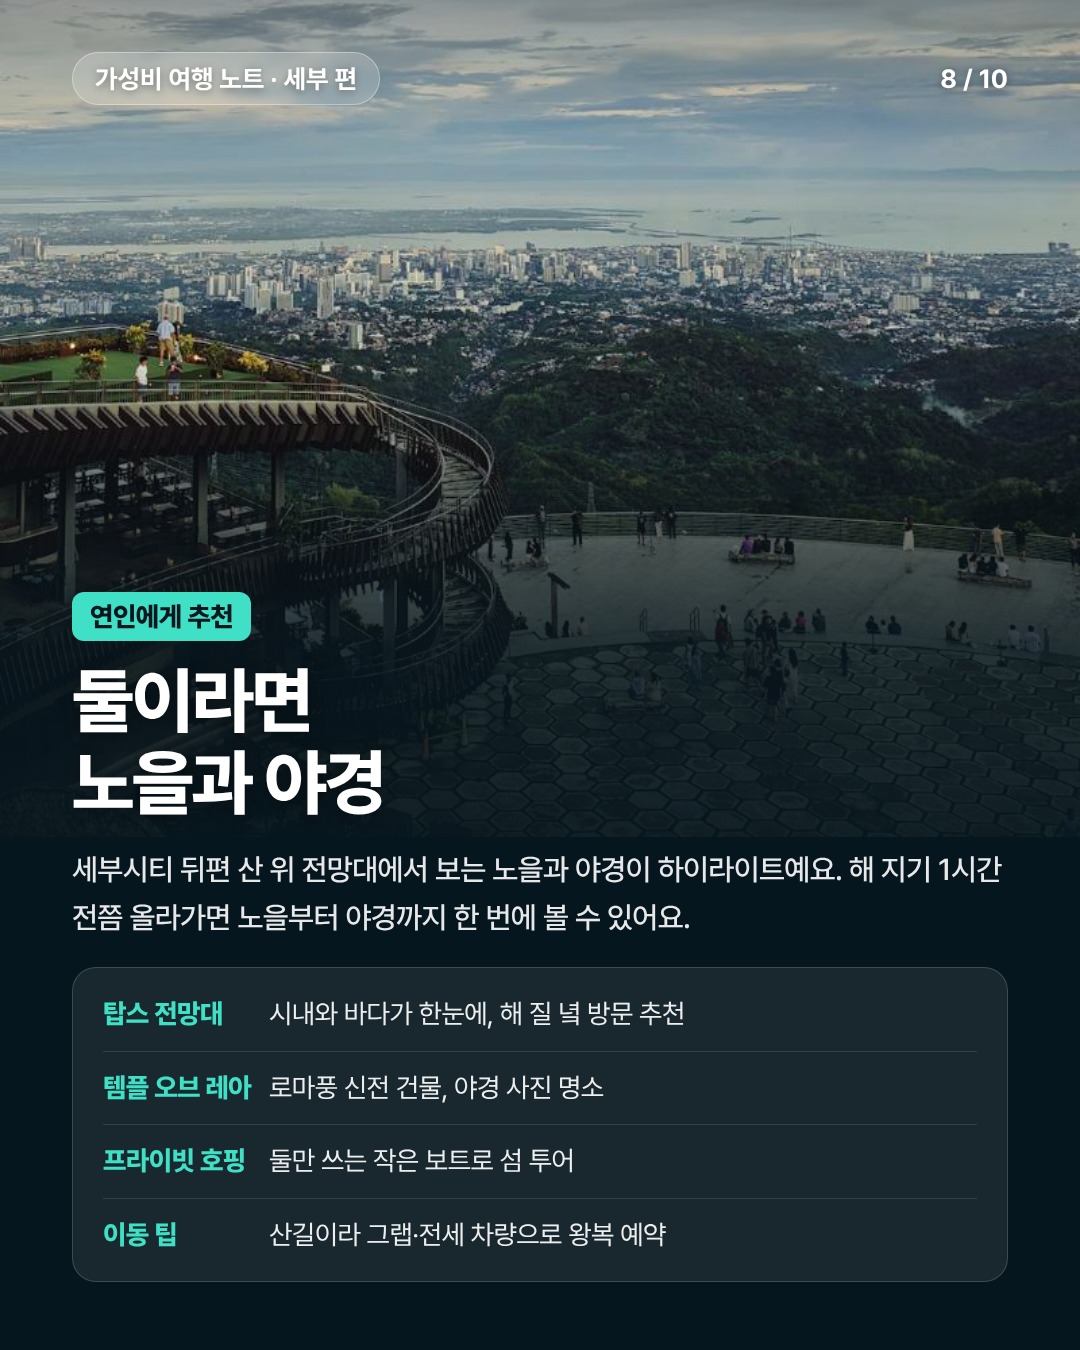 가성비 여행 노트 · 세부 편
8 / 10
연인에게 추천
둘이라면
노을과 야경
세부시티 뒤편 산 위 전망대에서 보는 노을과 야경이 하이라이트예요. 해 지기 1시간
전쯤 올라가면 노을부터 야경까지 한 번에 볼 수 있어요.
탑스 전망대 시내와 바다가 한눈에, 해 질 녘 방문 추천
템플 오브 레아 로마풍 신전 건물, 야경 사진 명소
프라이빗 호핑 둘만 쓰는 작은 보트로 섬 투어
이동 팁 산길이라 그랩·전세 차량으로 왕복 예약